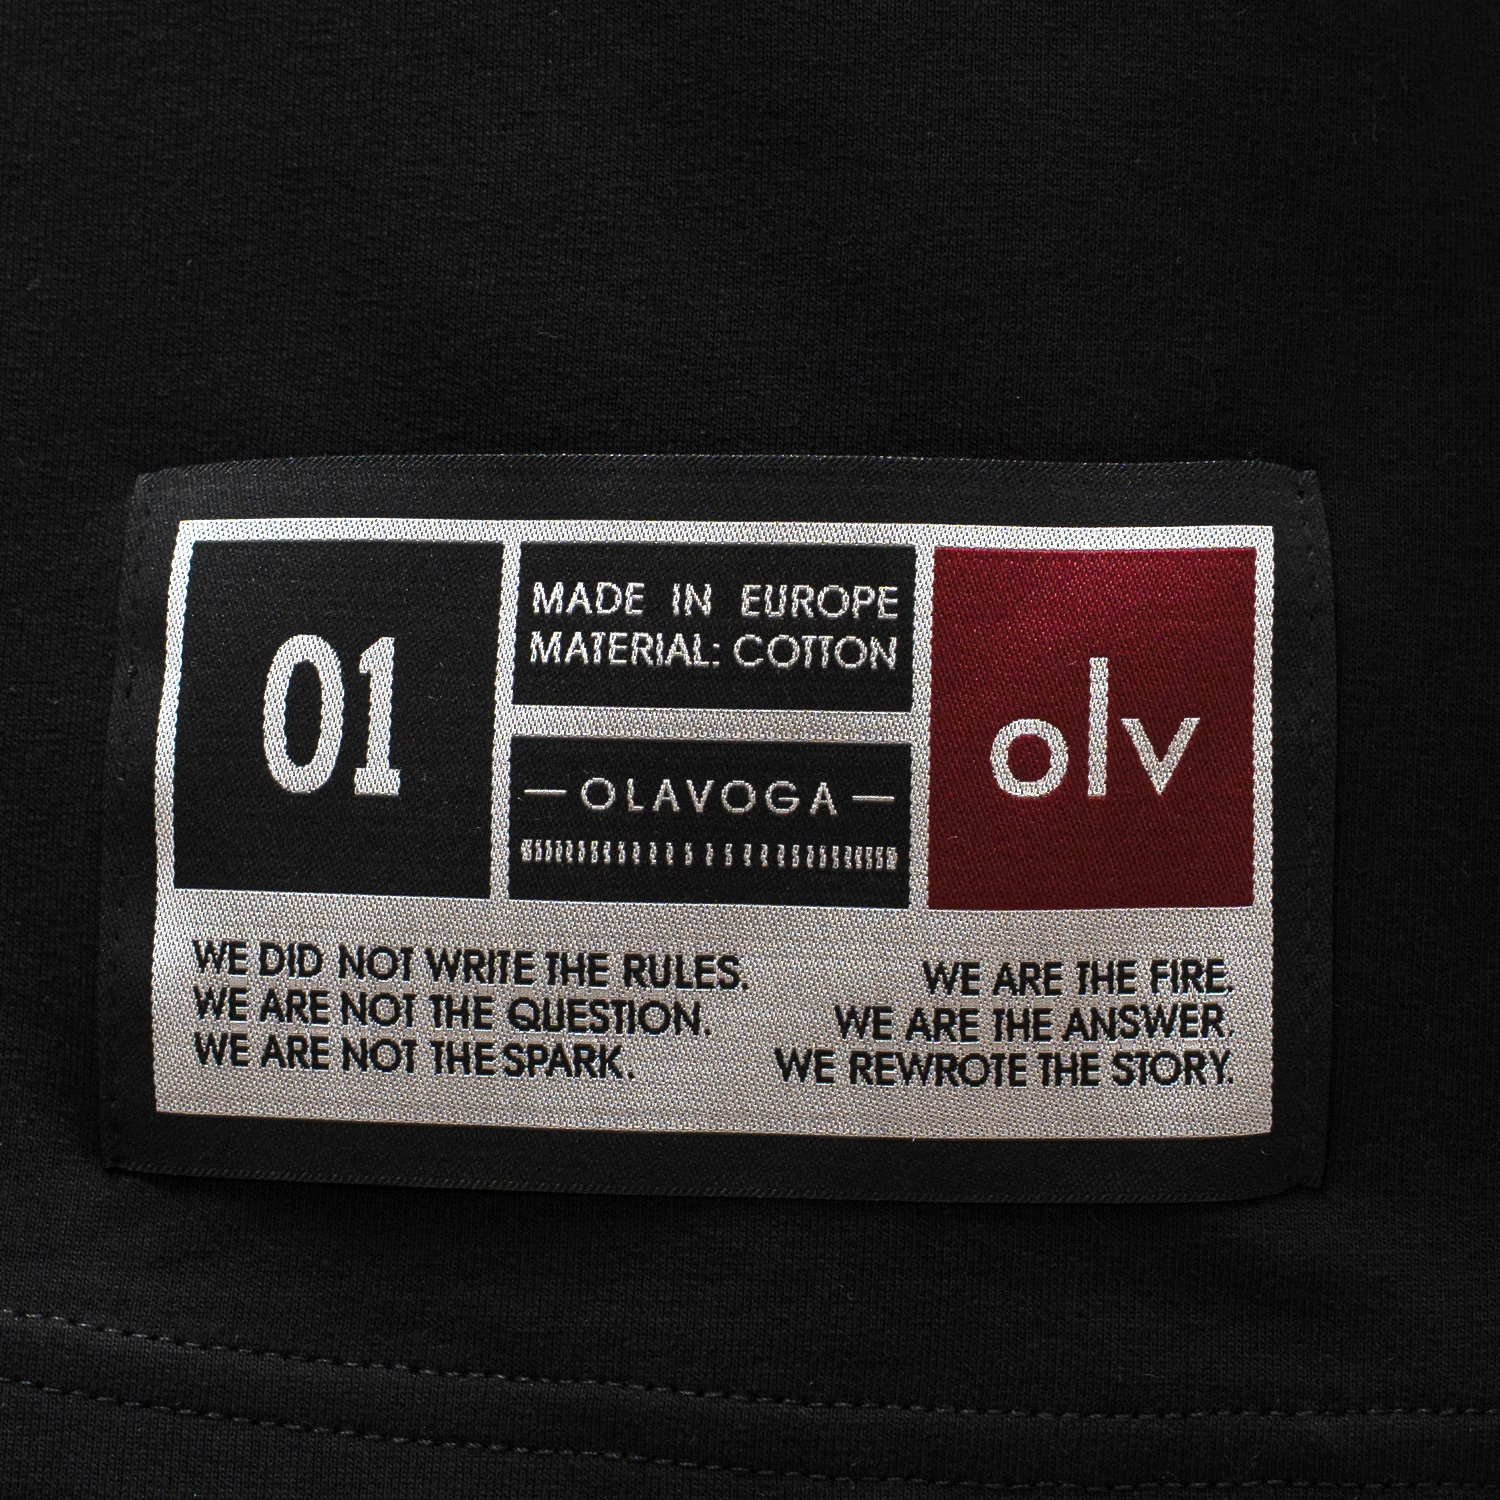 01
MADE IN EUROPE
MATERIAL: COTTON
— OLAVOGA —
olv
WE DID NOT WRITE THE RULES.
WE ARE NOT THE QUESTION.
WE ARE NOT THE SPARK.
WE ARE THE FIRE.
WE ARE THE ANSWER.
WE REWROTE THE STORY.